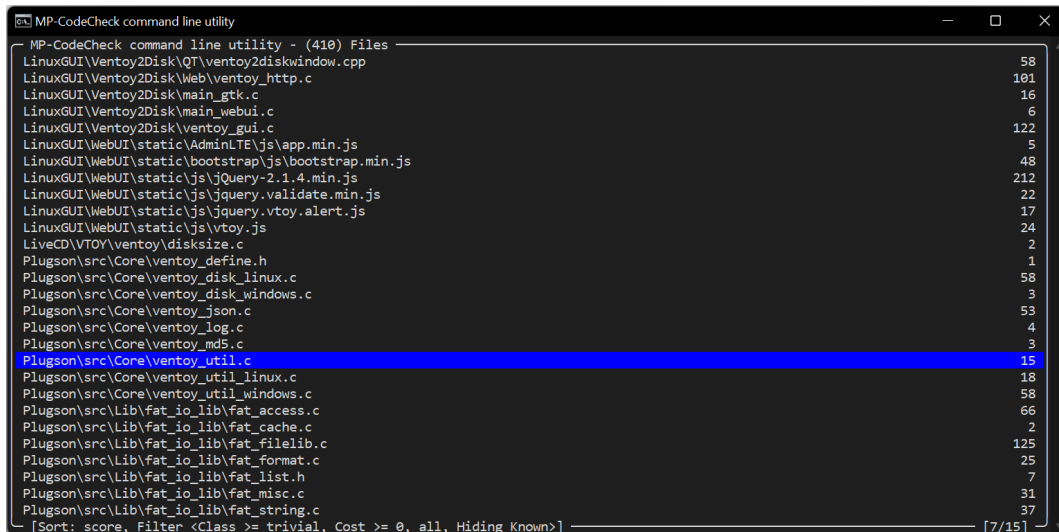 MP-CodeCheck command line utility
MP-CodeCheck command line utility - (410) Files
LinuxGUI\Ventoy2Disk\QT\ventoy2diskwindow.cpp 58
LinuxGUI\Ventoy2Disk\Web\ventoy_http.c 101
LinuxGUI\Ventoy2Disk\main_gtk.c 16
LinuxGUI\Ventoy2Disk\main_webui.c 6
LinuxGUI\Ventoy2Disk\ventoy_gui.c 122
LinuxGUI\WebUI\static\AdminLTE\js\app.min.js 5
LinuxGUI\WebUI\static\bootstrap\js\bootstrap.min.js 48
LinuxGUI\WebUI\static\js\jQuery-2.1.4.min.js 212
LinuxGUI\WebUI\static\js\jquery.validate.min.js 22
LinuxGUI\WebUI\static\js\jquery.vtoy.alert.js 17
LinuxGUI\WebUI\static\js\vtoy.js 24
LiveCD\VTOY\ventoy\disksize.c 2
Plugson\src\Core\ventoy_define.h 1
Plugson\src\Core\ventoy_disk_linux.c 58
Plugson\src\Core\ventoy_disk_windows.c 3
Plugson\src\Core\ventoy_json.c 53
Plugson\src\Core\ventoy_log.c 4
Plugson\src\Core\ventoy_md5.c 3
Plugson\src\Core\ventoy_util.c 15
Plugson\src\Core\ventoy_util_linux.c 18
Plugson\src\Core\ventoy_util_windows.c 58
Plugson\src\Lib\fat_io_lib\fat_access.c 66
Plugson\src\Lib\fat_io_lib\fat_cache.c 2
Plugson\src\Lib\fat_io_lib\fat_filelib.c 125
Plugson\src\Lib\fat_io_lib\fat_format.c 25
Plugson\src\Lib\fat_io_lib\fat_list.h 7
Plugson\src\Lib\fat_io_lib\fat_misc.c 31
Plugson\src\Lib\fat_io_lib\fat_string.c 37
[Sort: score, Filter <Class >= trivial, Cost >= 0, all, Hiding Known>] [7/15]